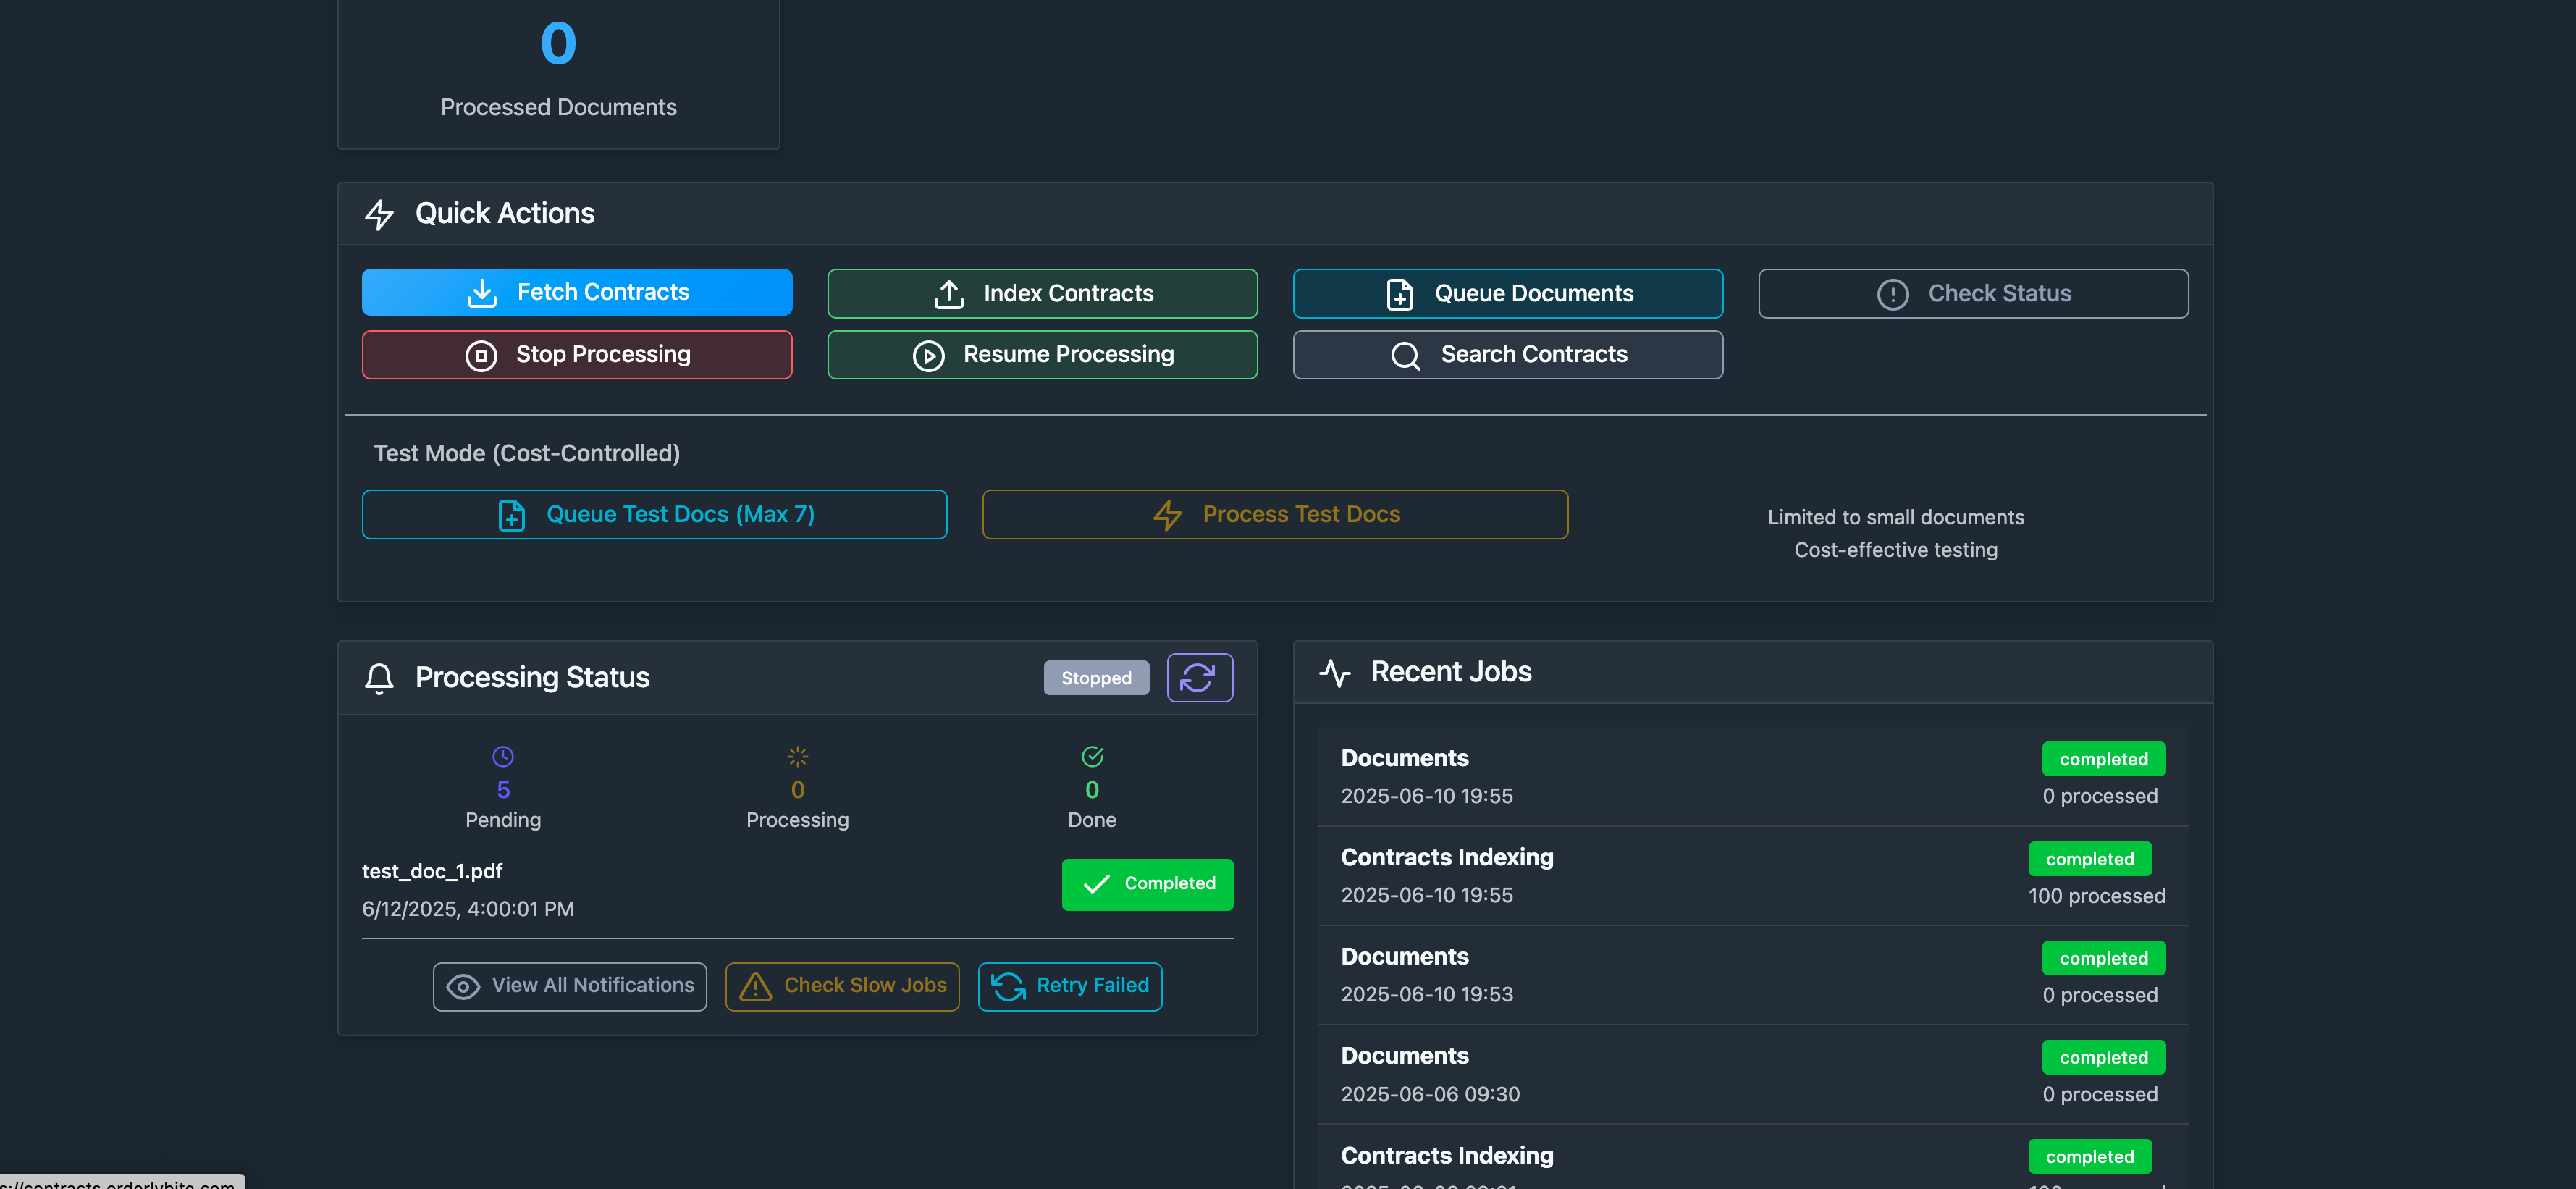 0
Processed Documents
Quick Actions
Fetch Contracts
Index Contracts
Queue Documents
Check Status
Stop Processing
Resume Processing
Search Contracts
Test Mode (Cost-Controlled)
Queue Test Docs (Max 7)
Process Test Docs
Limited to small documents
Cost-effective testing
Processing Status
Stopped
5
Pending
0
Processing
0
Done
test_doc_1.pdf
6/12/2025, 4:00:01 PM
Completed
View All Notifications
Check Slow Jobs
Retry Failed
Recent Jobs
Documents
completed
2025-06-10 19:55
0 processed
Contracts Indexing
completed
2025-06-10 19:55
100 processed
Documents
completed
2025-06-10 19:53
0 processed
Documents
completed
2025-06-06 09:30
0 processed
Contracts Indexing
completed
s://contracts.orderlybite.com